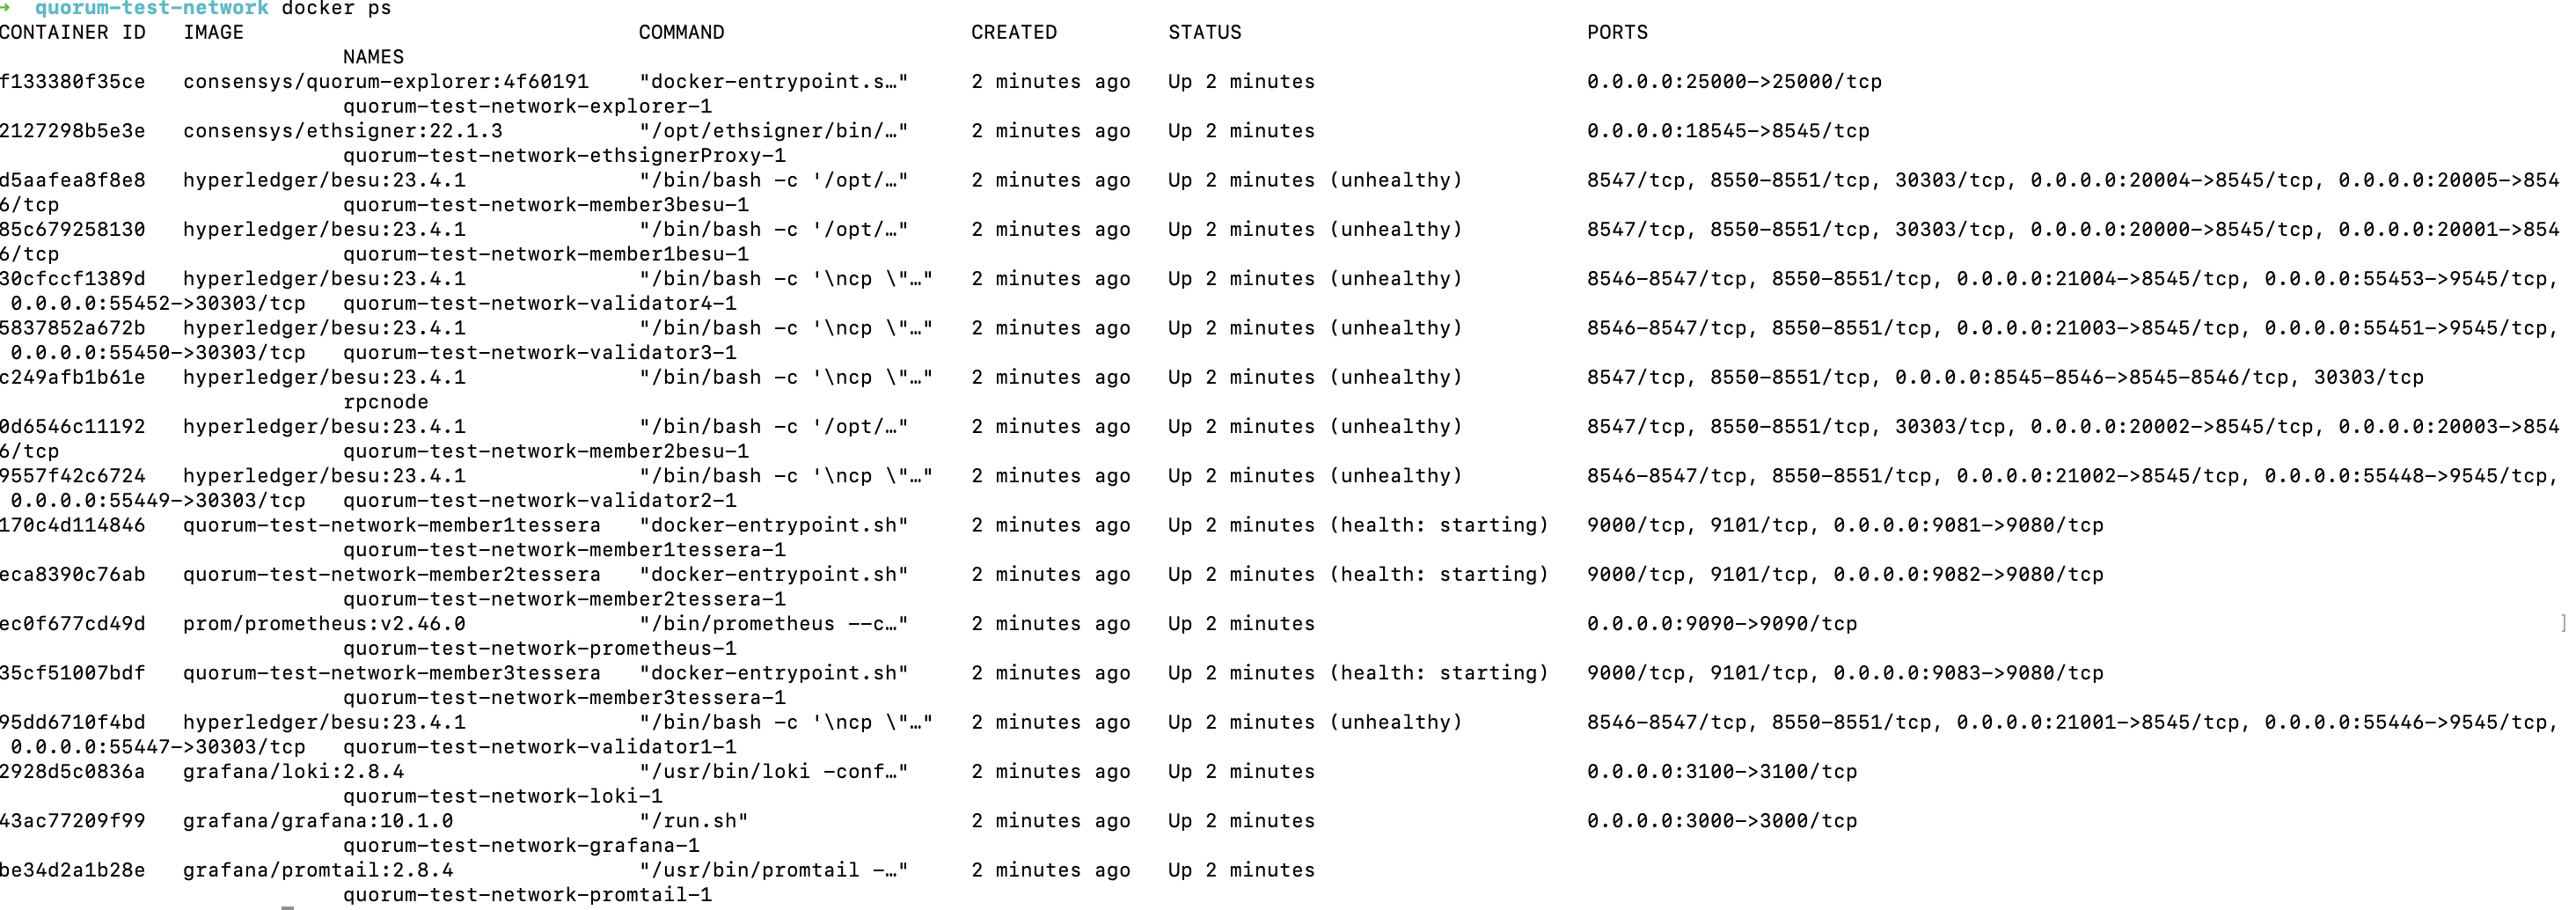 → quorum-test-network docker ps
CONTAINER ID   IMAGE                                COMMAND                   CREATED         STATUS                            PORTS
NAMES
f133380f35ce   consensys/quorum-explorer:4f60191    "docker-entrypoint.s…"    2 minutes ago   Up 2 minutes                      0.0.0.0:25000->25000/tcp
quorum-test-network-explorer-1
2127298b5e3e   consensys/ethsigner:22.1.3           "/opt/ethsigner/bin/…"    2 minutes ago   Up 2 minutes                      0.0.0.0:18545->8545/tcp
quorum-test-network-ethsignerProxy-1
d5aafea8f8e8   hyperledger/besu:23.4.1              "/bin/bash -c '/opt/…"    2 minutes ago   Up 2 minutes (unhealthy)          8547/tcp, 8550-8551/tcp, 30303/tcp, 0.0.0.0:20004->8545/tcp, 0.0.0.0:20005->854
6/tcp   quorum-test-network-member3besu-1
85c679258130   hyperledger/besu:23.4.1              "/bin/bash -c '/opt/…"    2 minutes ago   Up 2 minutes (unhealthy)          8547/tcp, 8550-8551/tcp, 30303/tcp, 0.0.0.0:20000->8545/tcp, 0.0.0.0:20001->854
6/tcp   quorum-test-network-member1besu-1
30cfccf1389d   hyperledger/besu:23.4.1              "/bin/bash -c '\ncp \"…"  2 minutes ago   Up 2 minutes (unhealthy)          8546-8547/tcp, 8550-8551/tcp, 0.0.0.0:21004->8545/tcp, 0.0.0.0:55453->9545/tcp,
0.0.0.0:55452->30303/tcp   quorum-test-network-validator4-1
5837852a672b   hyperledger/besu:23.4.1              "/bin/bash -c '\ncp \"…"  2 minutes ago   Up 2 minutes (unhealthy)          8546-8547/tcp, 8550-8551/tcp, 0.0.0.0:21003->8545/tcp, 0.0.0.0:55451->9545/tcp,
0.0.0.0:55450->30303/tcp   quorum-test-network-validator3-1
c249afb1b61e   hyperledger/besu:23.4.1              "/bin/bash -c '\ncp \"…"  2 minutes ago   Up 2 minutes (unhealthy)          8547/tcp, 8550-8551/tcp, 0.0.0.0:8545-8546->8545-8546/tcp, 30303/tcp
rpcnode
0d6546c11192   hyperledger/besu:23.4.1              "/bin/bash -c '/opt/…"    2 minutes ago   Up 2 minutes (unhealthy)          8547/tcp, 8550-8551/tcp, 30303/tcp, 0.0.0.0:20002->8545/tcp, 0.0.0.0:20003->854
6/tcp   quorum-test-network-member2besu-1
9557f42c6724   hyperledger/besu:23.4.1              "/bin/bash -c '\ncp \"…"  2 minutes ago   Up 2 minutes (unhealthy)          8546-8547/tcp, 8550-8551/tcp, 0.0.0.0:21002->8545/tcp, 0.0.0.0:55448->9545/tcp,
0.0.0.0:55449->30303/tcp   quorum-test-network-validator2-1
170c4d114846   quorum-test-network-member1tessera   "docker-entrypoint.sh"    2 minutes ago   Up 2 minutes (health: starting)   9000/tcp, 9101/tcp, 0.0.0.0:9081->9080/tcp
quorum-test-network-member1tessera-1
eca8390c76ab   quorum-test-network-member2tessera   "docker-entrypoint.sh"    2 minutes ago   Up 2 minutes (health: starting)   9000/tcp, 9101/tcp, 0.0.0.0:9082->9080/tcp
quorum-test-network-member2tessera-1
ec0f677cd49d   prom/prometheus:v2.46.0              "/bin/prometheus --c…"    2 minutes ago   Up 2 minutes                      0.0.0.0:9090->9090/tcp ]
quorum-test-network-prometheus-1
35cf51007bdf   quorum-test-network-member3tessera   "docker-entrypoint.sh"    2 minutes ago   Up 2 minutes (health: starting)   9000/tcp, 9101/tcp, 0.0.0.0:9083->9080/tcp
quorum-test-network-member3tessera-1
95dd6710f4bd   hyperledger/besu:23.4.1              "/bin/bash -c '\ncp \"…"  2 minutes ago   Up 2 minutes (unhealthy)          8546-8547/tcp, 8550-8551/tcp, 0.0.0.0:21001->8545/tcp, 0.0.0.0:55446->9545/tcp,
0.0.0.0:55447->30303/tcp   quorum-test-network-validator1-1
2928d5c0836a   grafana/loki:2.8.4                   "/usr/bin/loki -conf…"    2 minutes ago   Up 2 minutes                      0.0.0.0:3100->3100/tcp
quorum-test-network-loki-1
43ac77209f99   grafana/grafana:10.1.0               "/run.sh"                 2 minutes ago   Up 2 minutes                      0.0.0.0:3000->3000/tcp
quorum-test-network-grafana-1
be34d2a1b28e   grafana/promtail:2.8.4               "/usr/bin/promtail -…"    2 minutes ago   Up 2 minutes
quorum-test-network-promtail-1